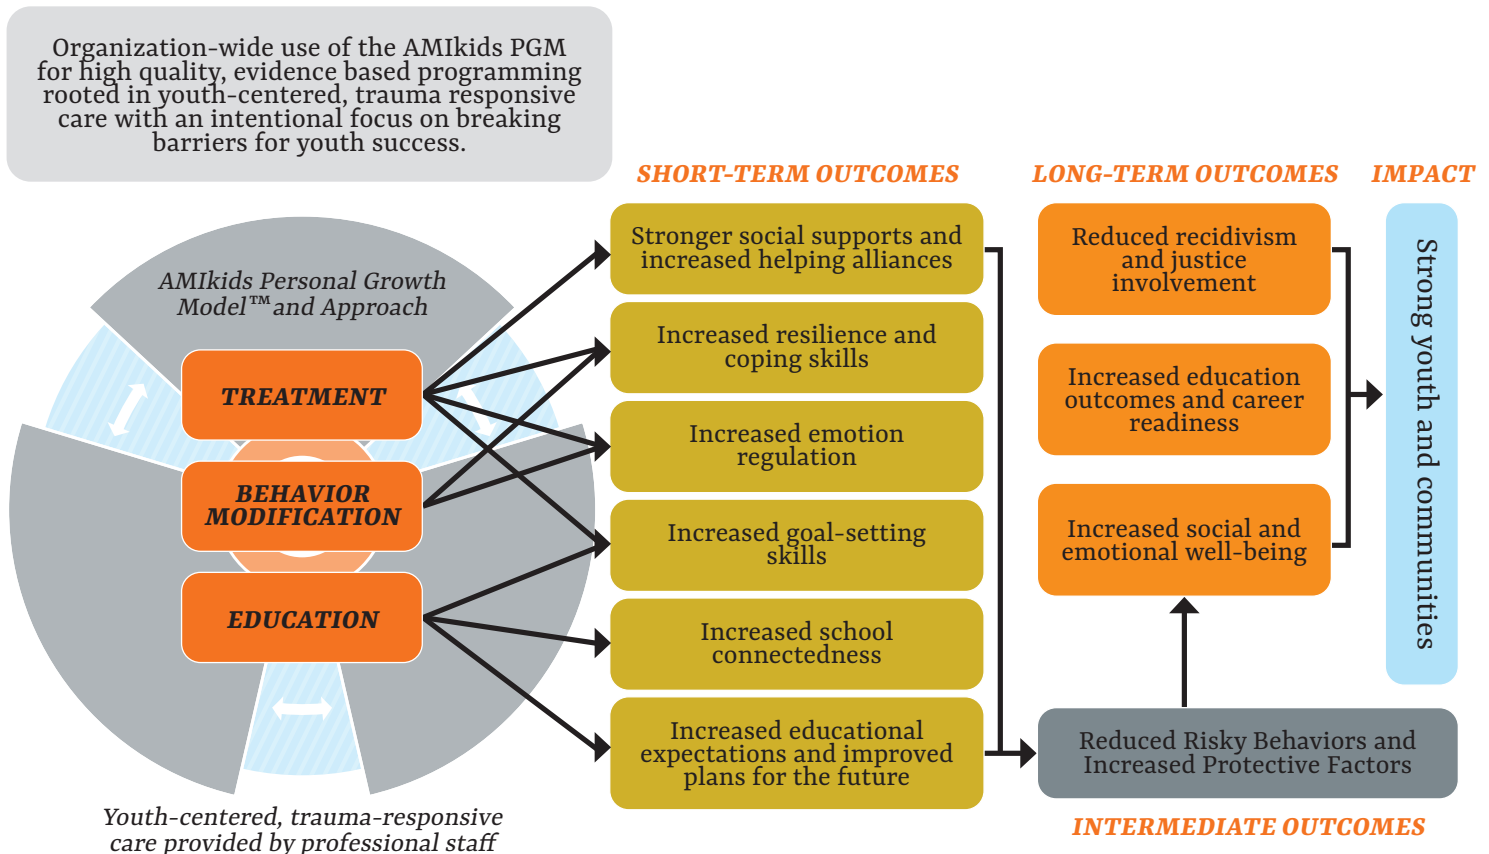 Organization-wide use of the AMIkids PGM
for high quality, evidence based programming
rooted in youth-centered, trauma responsive
care with an intentional focus on breaking
barriers for youth success.
AMIkids Personal Growth
Model™ and Approach
TREATMENT
BEHAVIOR
MODIFICATION
EDUCATION
Youth-centered, trauma-responsive
care provided by professional staff
SHORT-TERM OUTCOMES
Stronger social supports and
increased helping alliances
Increased resilience and
coping skills
Increased emotion
regulation
Increased goal-setting
skills
Increased school
connectedness
Increased educational
expectations and improved
plans for the future
LONG-TERM OUTCOMES
Reduced recidivism
and justice
involvement
Increased education
outcomes and career
readiness
Increased social and
emotional well-being
Reduced Risky Behaviors and
Increased Protective Factors
INTERMEDIATE OUTCOMES
IMPACT
Strong youth and communities